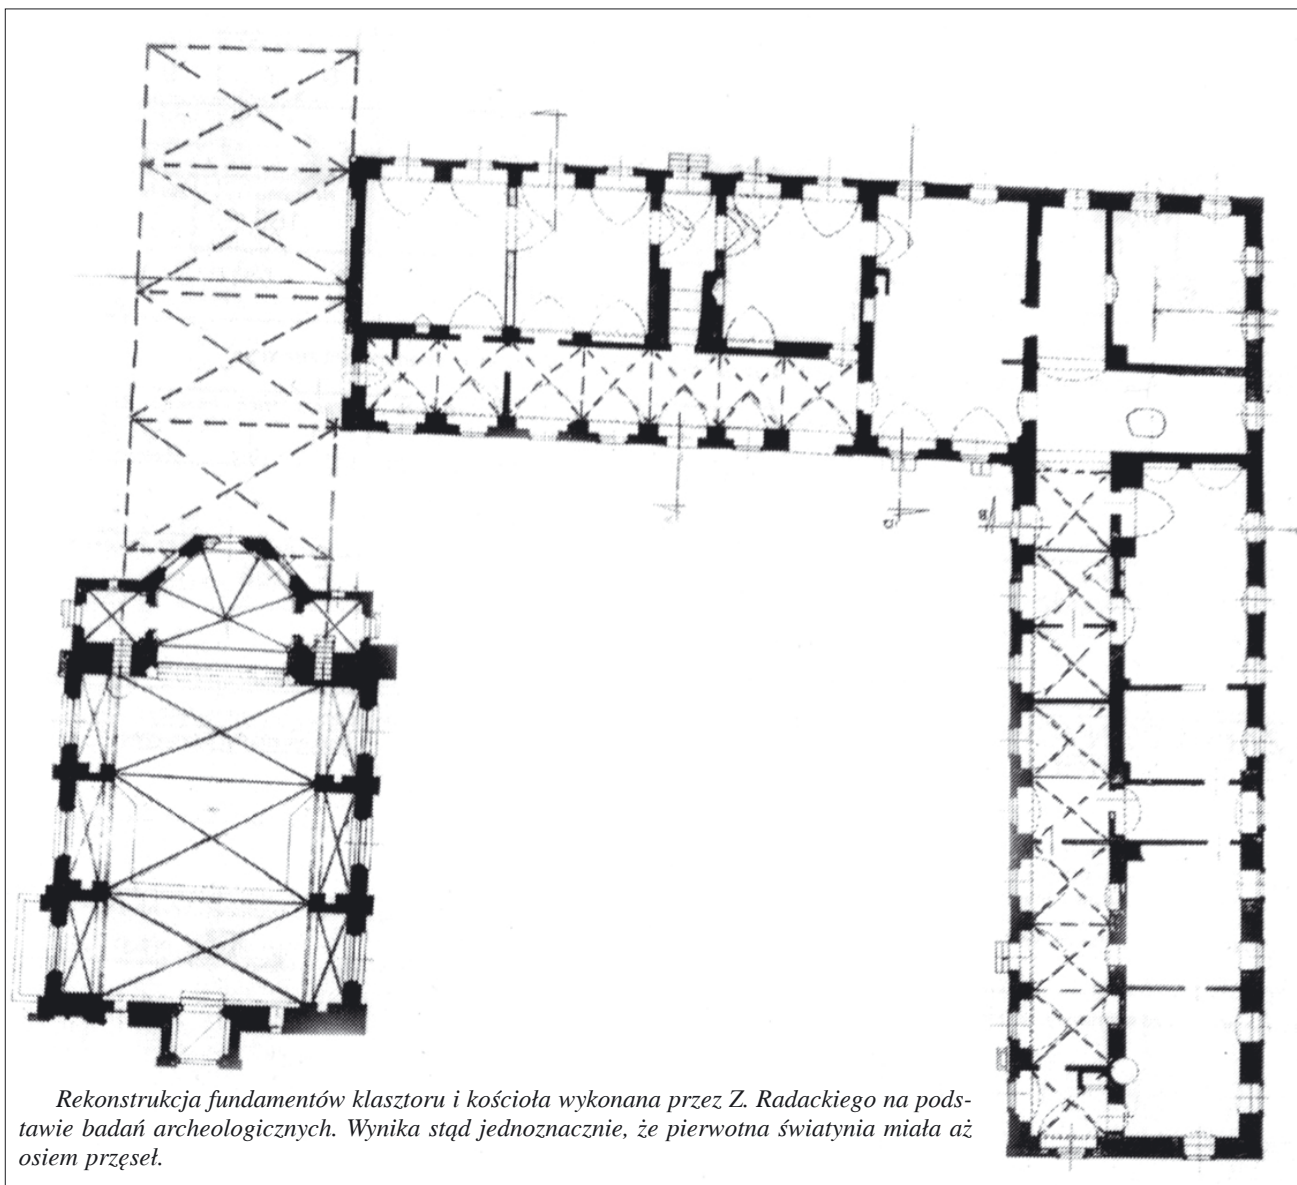 Rekonstrukcja fundamentów klasztoru i kościoła wykonana przez Z. Radackiego na pods-
tawie badań archeologicznych. Wynika stąd jednoznacznie, że pierwotna światynia miała aż
osiem przęseł.